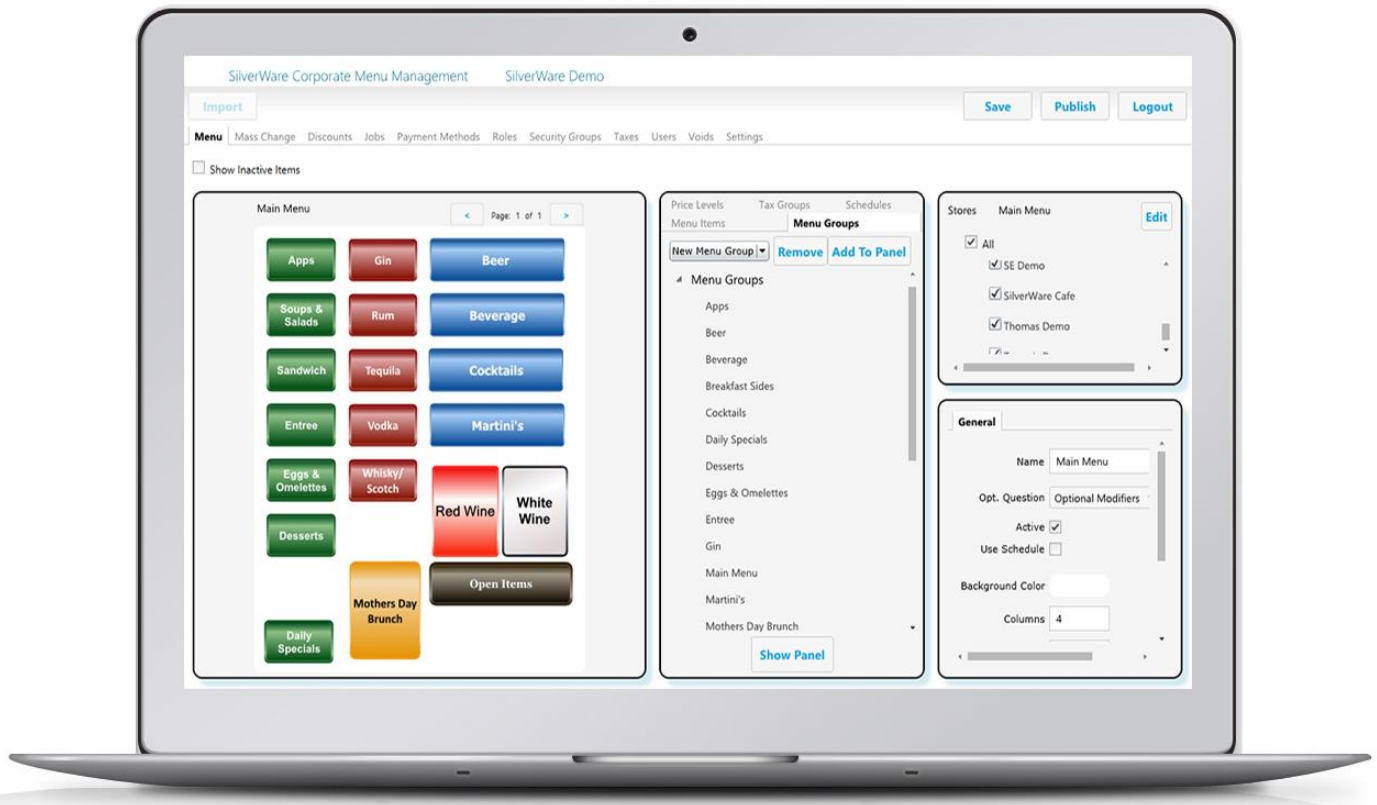 SilverWare Corporate Menu Management SilverWare Demo
Import Save Publish Logout
Menu Mass Change Discounts Jobs Payment Methods Roles Security Groups Taxes Users Voids Settings
Show Inactive Items
Main Menu < Page: 1 of 1 >
Apps Gin Beer
Soups &
Salads
Rum Beverage
Sandwich Tequila Cocktails
Entree Vodka Martini's
Eggs &
Omelettes
Whisky/
Scotch
Red Wine
White
Wine
Desserts
Open Items
Mothers Day
Brunch
Daily
Specials
Price Levels Tax Groups Schedules
Menu Items Menu Groups
New Menu Group Remove Add To Panel
Menu Groups
Apps
Beer
Beverage
Breakfast Sides
Cocktails
Daily Specials
Desserts
Eggs & Omelettes
Entree
Gin
Main Menu
Martini's
Mothers Day Brunch
Show Panel
Stores Main Menu Edit
All
SE Demo
SilverWare Cafe
Thomas Demo
General
Name Main Menu
Opt. Question Optional Modifiers
Active
Use Schedule
Background Color
Columns 4